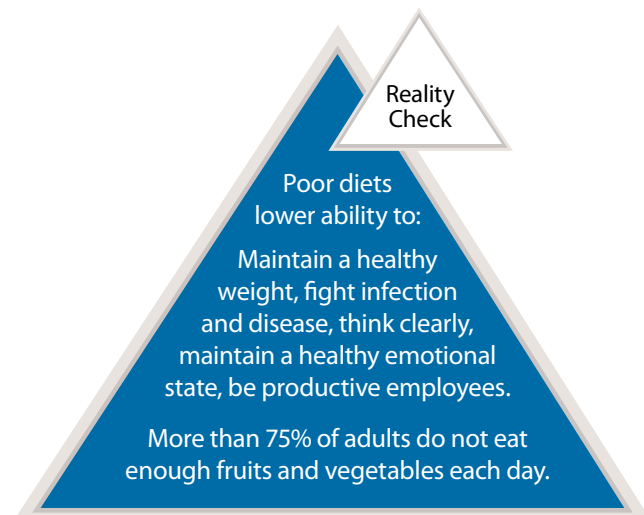 Reality
Check
Poor diets
lower ability to:
Maintain a healthy
weight, fight infection
and disease, think clearly,
maintain a healthy emotional
state, be productive employees.
More than 75% of adults do not eat
enough fruits and vegetables each day.